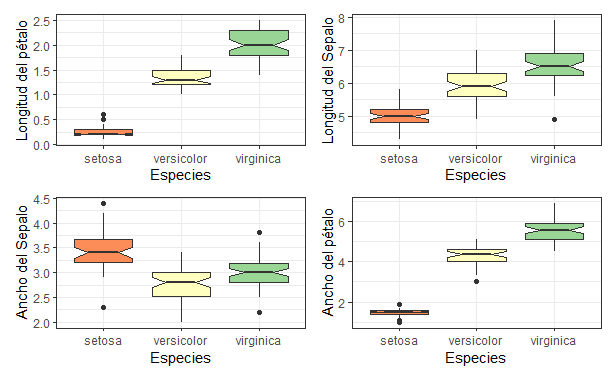 Longitud del pétalo
2.5
2.0
1.5
1.0
0.5
0.0
setosa versicolor virginica
Especies
Longitud del Sepalo
8
7
6
5
setosa versicolor virginica
Especies
Ancho del Sepalo
4.5
4.0
3.5
3.0
2.5
2.0
setosa versicolor virginica
Especies
Ancho del pétalo
6
4
2
setosa versicolor virginica
Especies